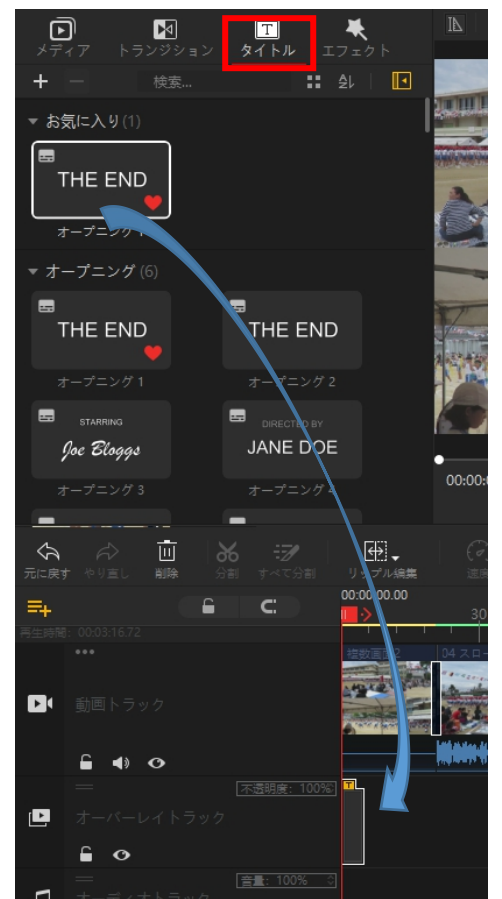 メディア トランジション タイトル エフェクト
検索...
お気に入り(1)
THE END
オープニング 1
オープニング (6)
THE END THE END
オープニング 1 オープニング 2
STARRING DIRECTED BY
Joe Bloggs JANE DOE
オープニング 3 オープニング 4
元に戻す やり直し 削除 分割 すべて分割 リップル編集 速度
00:00:00.00
30
再生時間: 00:03:16.72
複数画面2 04 スロー
動画トラック
不透明度: 100%
オーバーレイトラック
音量: 100%
オーディオトラック